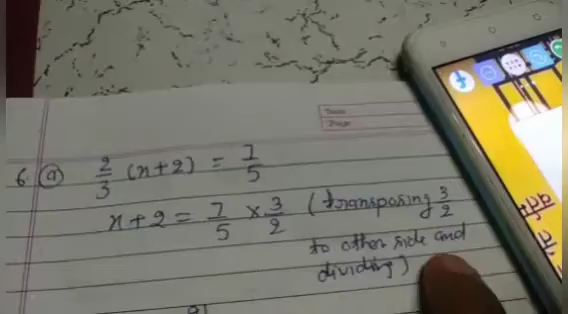 Date
Page
6. (a) 2/3 (n+2) = 7/5
n+2 = 7/5 × 3/2 (transposing 3/2
to other side and
dividing)